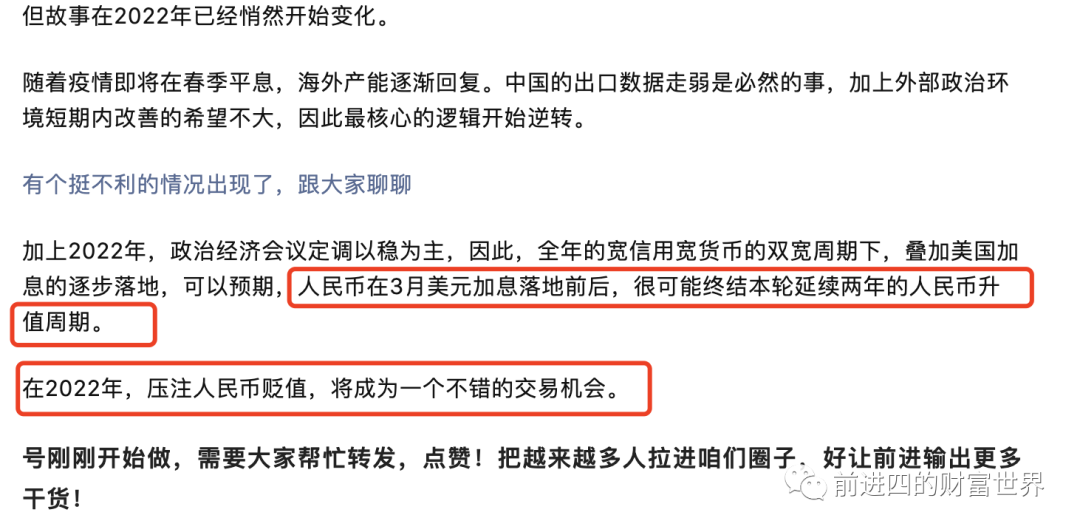 但故事在2022年已经悄然开始变化。
随着疫情即将在春季平息，海外产能逐渐回复。中国的出口数据走弱是必然的事，加上外部政治环
境短期内改善的希望不大，因此最核心的逻辑开始逆转。
有个挺不利的情况出现了，跟大家聊聊
加上2022年，政治经济会议定调以稳为主，因此，全年的宽信用宽货币的双宽周期下，叠加美国加
息的逐步落地，可以预期，人民币在3月美元加息落地前后，很可能终结本轮延续两年的人民币升
值周期。
在2022年，压注人民币贬值，将成为一个不错的交易机会。
号刚刚开始做，需要大家帮忙转发，点赞！把越来越多人拉进咱们圈子，好让前进输出更多
干货！
前进四的财富世界